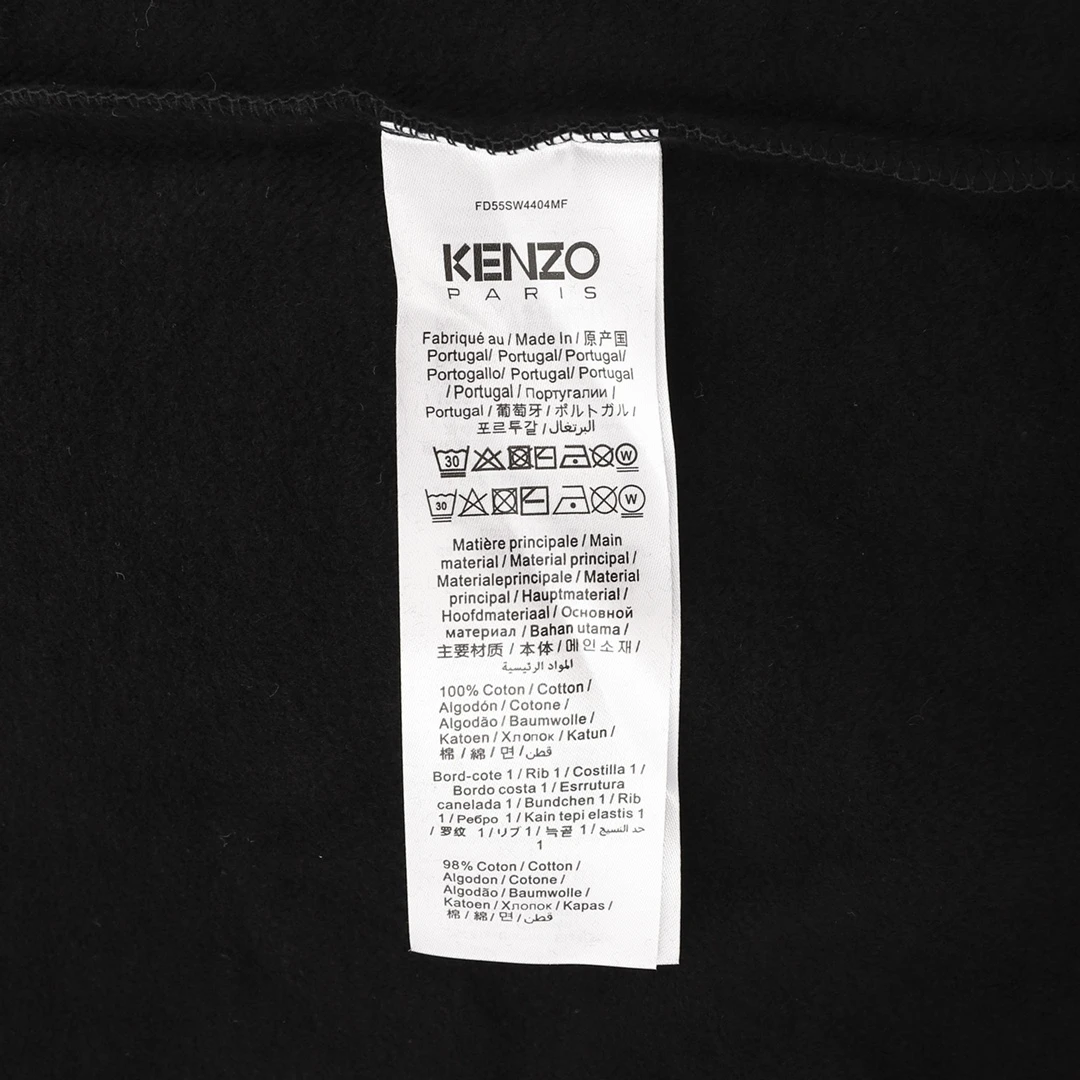 FD55SW4404MF
KENZO
PARIS
Fabriqué au / Made In / 原产国
Portugal/ Portugal/ Portugal/
Portogallo/ Portugal/ Portugal
/ Portugal / Португалии /
Portugal / 葡萄牙 / ポルトガル /
포르투갈 / البرتغال
30 W
30 W
Matière principale / Main
material / Material principal /
Materialeprincipale / Material
principal / Hauptmaterial /
Hoofdmateriaal / Основной
материал / Bahan utama /
主要材质 / 本体 / 메인소재 /
المواد الرئيسية
100% Coton / Cotton /
Algodón / Cotone /
Algodão / Baumwolle /
Katoen / Хлопок / Katun /
棉 / 綿 / 면 / قطن
Bord-cote 1 / Rib 1 / Costilla 1 /
Bordo costa 1 / Esrrutura
canelada 1 / Bundchen 1 / Rib
1 / Ребро 1 / Kain tepi elastis 1
/ 罗纹 1 / リブ 1 / 늑골 1 / حد النسيج
1
98% Coton / Cotton /
Algodon / Cotone /
Algodão / Baumwolle /
Katoen / Хлопок / Kapas /
棉 / 綿 / 면 / قطن